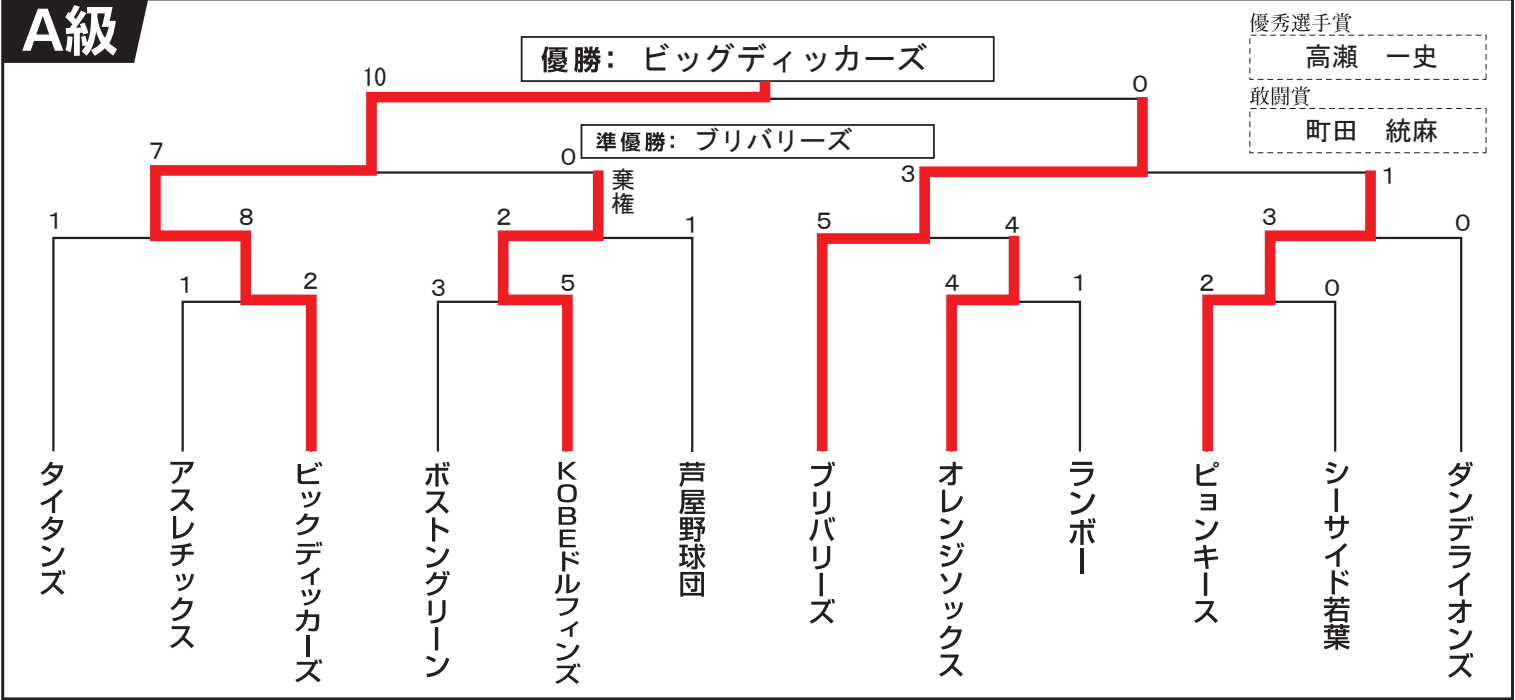 A級
優勝： ビッグディッカーズ
準優勝： ブリバリーズ
優秀選手賞
高瀬　一史
敢闘賞
町田　統麻
10
0
7
0
棄権
3
1
1
8
2
1
5
4
3
0
1
2
3
5
4
1
2
0
タイタンズ
アスレチックス
ビックディッカーズ
ボストングリーン
KOBEドルフィンズ
芦屋野球団
ブリバリーズ
オレンジソックス
ランボー
ピョンキース
シーサイド若葉
ダンデライオンズ